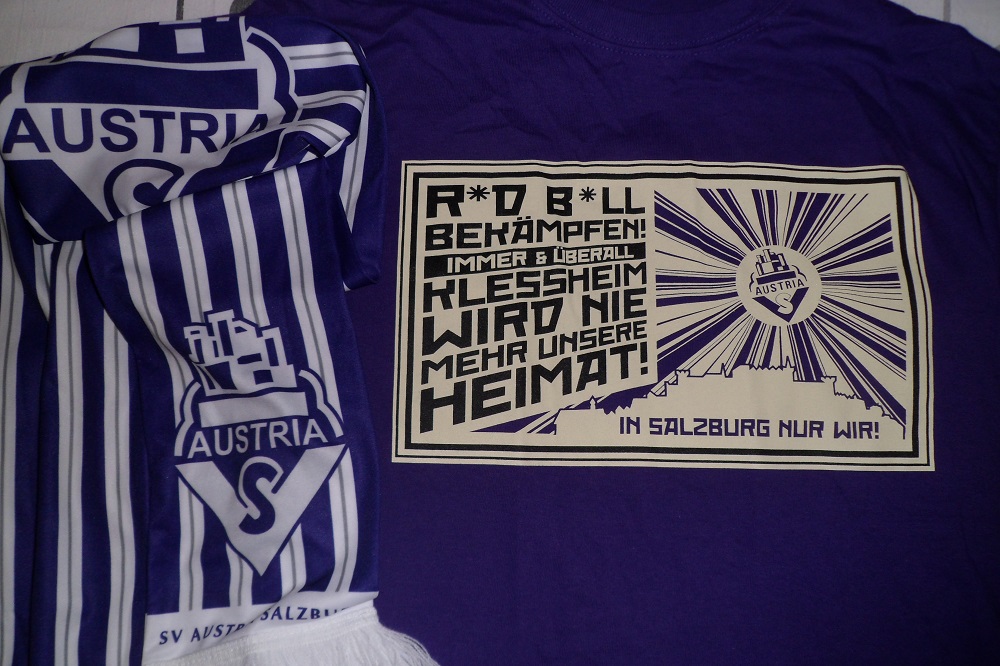 AUSTRIA
S
AUSTRIA
S
SV AUSTRIA SALZBU
R*D B*LL
BEKÄMPFEN!
IMMER & ÜBERALL
KLESSHEIM
WIRD NIE
MEHR UNSERE
HEIMAT!
AUSTRIA
S
IN SALZBURG NUR WIR!